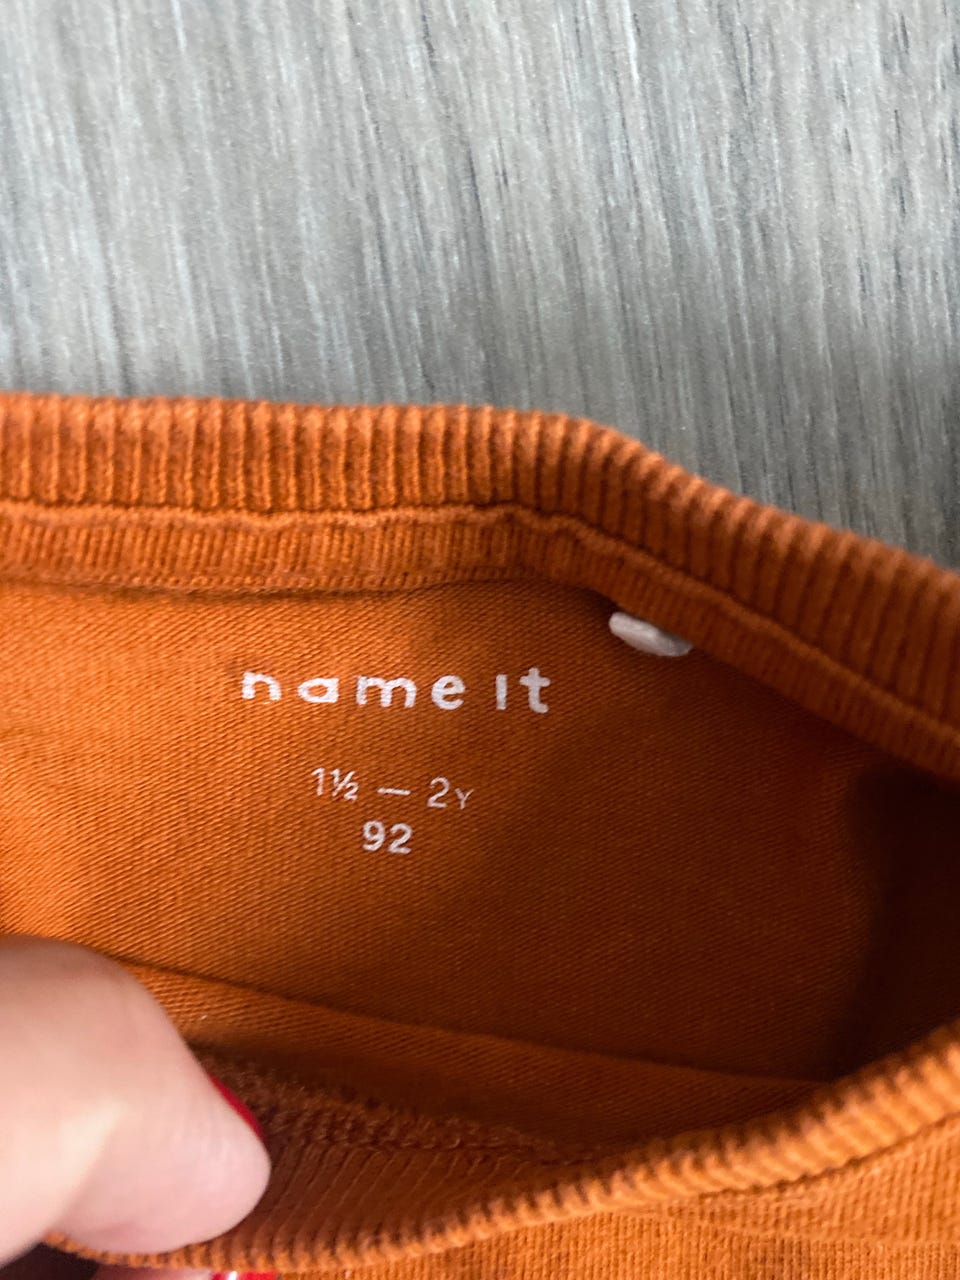 name it
1½ — 2Y
92